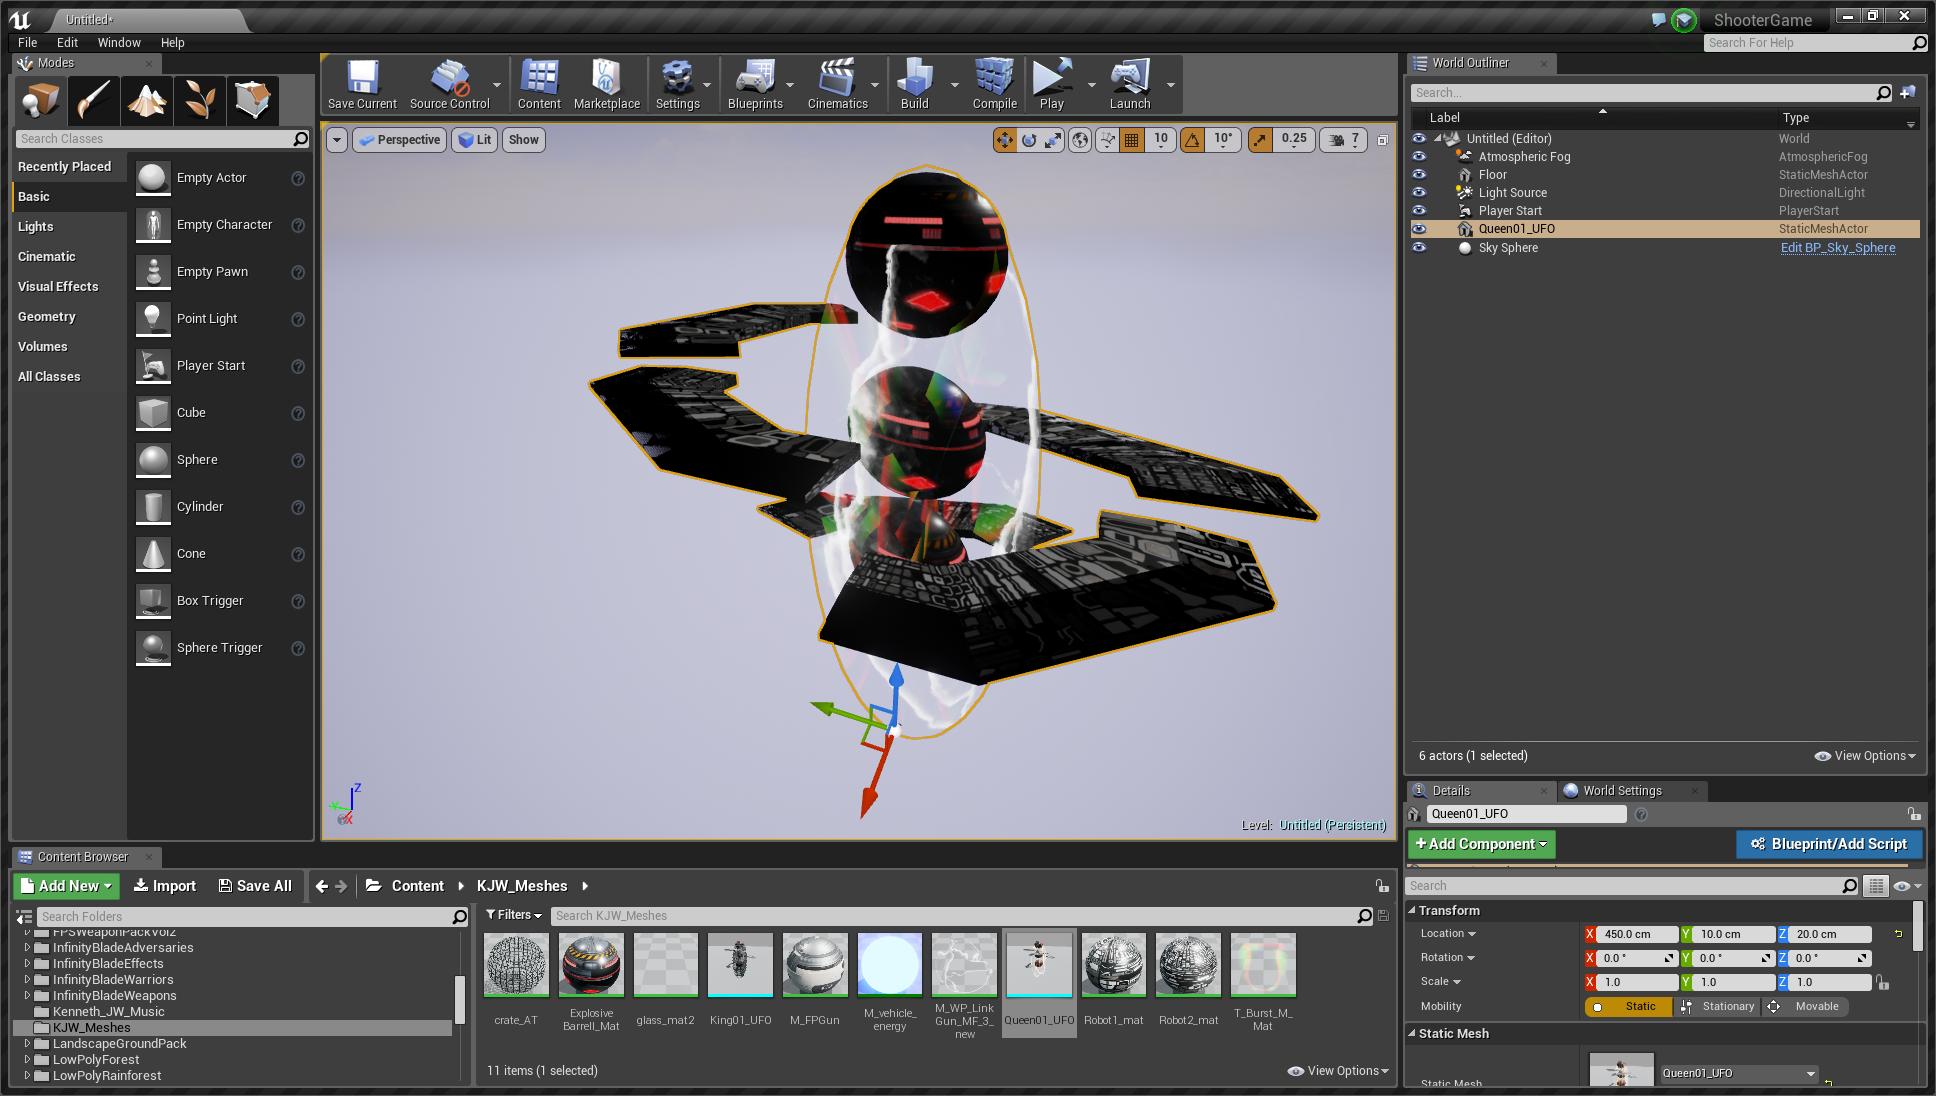 Untitled*
ShooterGame
File Edit Window Help
Search For Help
Modes
Search Classes
Recently Placed
Basic
Lights
Cinematic
Visual Effects
Geometry
Volumes
All Classes
Empty Actor
Empty Character
Empty Pawn
Point Light
Player Start
Cube
Sphere
Cylinder
Cone
Box Trigger
Sphere Trigger
Save Current Source Control Content Marketplace Settings Blueprints Cinematics Build Compile Play Launch
Perspective Lit Show
10 10° 0.25 7
Z
Y
X
Level: Untitled (Persistent)
World Outliner
Search...
Label Type
Untitled (Editor) World
Atmospheric Fog AtmosphericFog
Floor StaticMeshActor
Light Source DirectionalLight
Player Start PlayerStart
Queen01_UFO StaticMeshActor
Sky Sphere Edit BP_Sky_Sphere
6 actors (1 selected) View Options
Details World Settings
Queen01_UFO
+Add Component Blueprint/Add Script
Search
Transform
Location X 450.0 cm Y 10.0 cm Z 20.0 cm
Rotation X 0.0 ° Y 0.0 ° Z 0.0 °
Scale X 1.0 Y 1.0 Z 1.0
Mobility Static Stationary Movable
Static Mesh
Static Mesh Queen01_UFO
Content Browser
Add New Import Save All Content KJW_Meshes
Search Folders
FPSWeaponPackVol2
InfinityBladeAdversaries
InfinityBladeEffects
InfinityBladeWarriors
InfinityBladeWeapons
Kenneth_JW_Music
KJW_Meshes
LandscapeGroundPack
LowPolyForest
LowPolyRainforest
Filters Search KJW_Meshes
crate_AT
Explosive
Barrell_Mat
glass_mat2
King01_UFO
M_FPGun
M_vehicle_
energy
M_WP_Link
Gun_MF_3_
new
Queen01_UFO
Robot1_mat
Robot2_mat
T_Burst_M_
Mat
11 items (1 selected) View Options